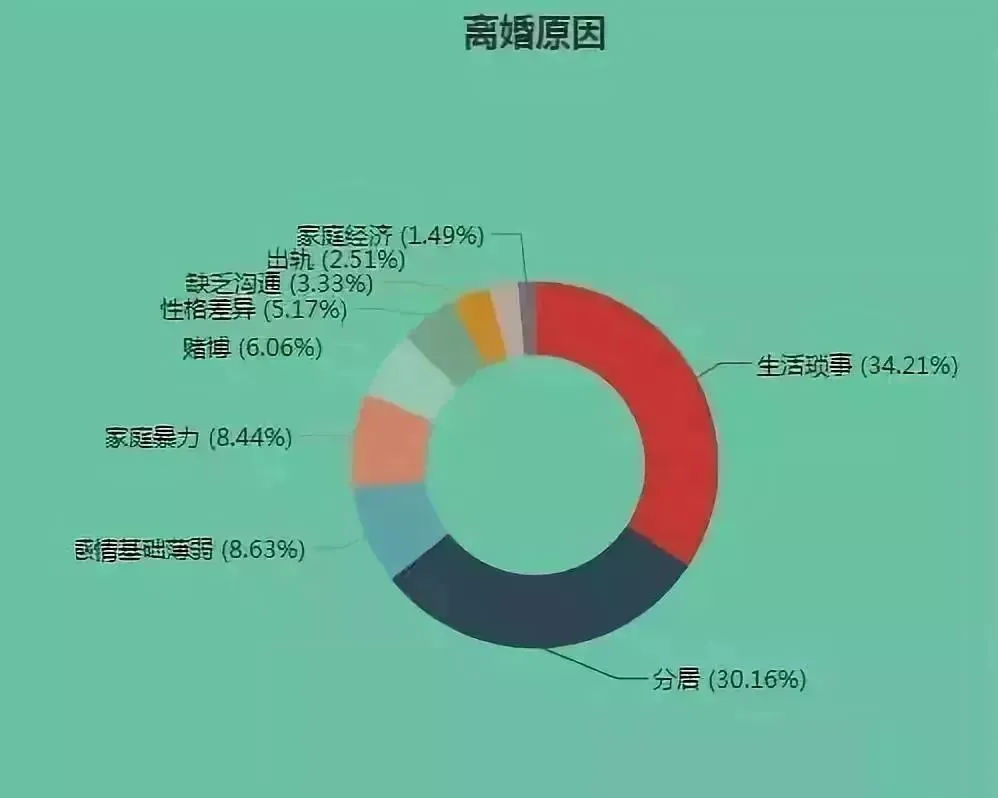 离婚原因
家庭经济 (1.49%)
出轨 (2.51%)
缺乏沟通 (3.33%)
性格差异 (5.17%)
赌博 (6.06%)
生活琐事 (34.21%)
家庭暴力 (8.44%)
感情基础薄弱 (8.63%)
分居 (30.16%)